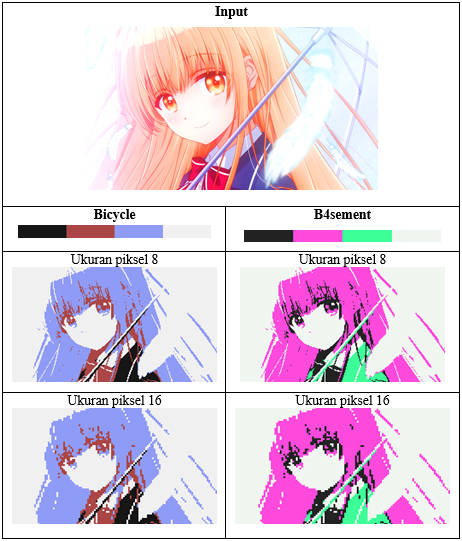 Input
Bicycle
B4sement
Ukuran piksel 8
Ukuran piksel 8
Ukuran piksel 16
Ukuran piksel 16